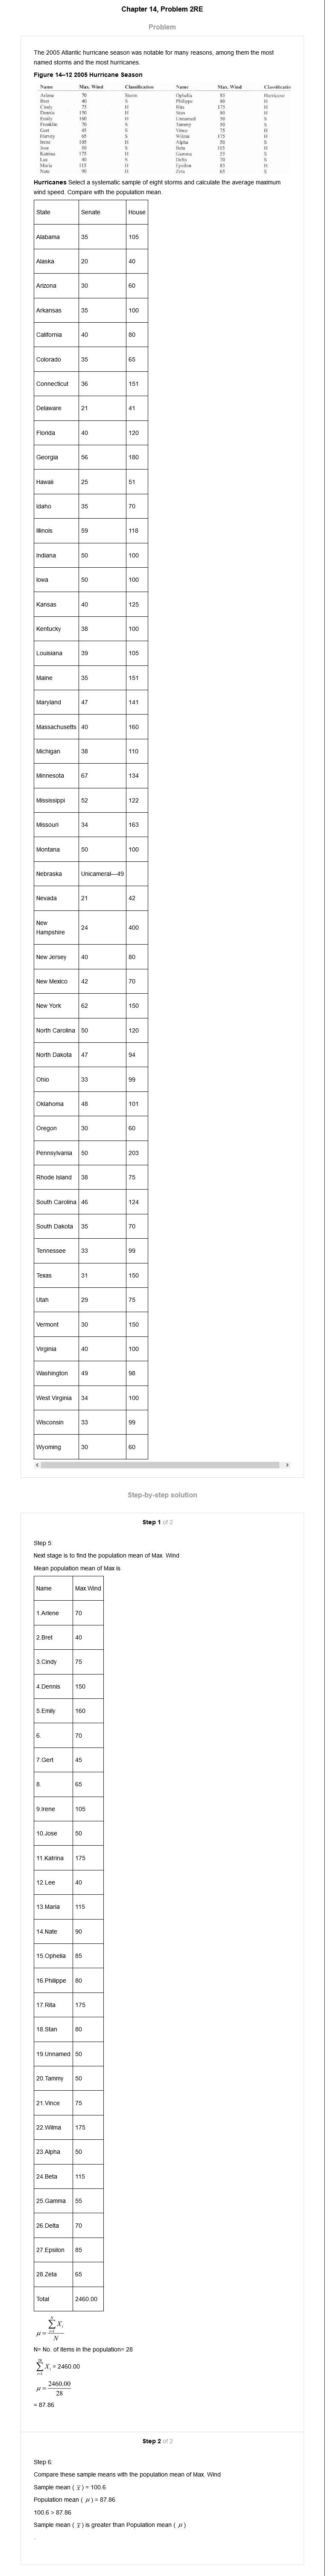 Chapter 14, Problem 2RE
Problem
The 2005 Atlantic hurricane season was notable for many reasons, among them the most
named storms and the most hurricanes.
Figure 14–12 2005 Hurricane Season
Name Max. Wind Classification Name Max. Wind Classificatio
Arlene 70 Storm Ophelia 85 Hurricane
Bret 40 S Philippe 80 H
Cindy 75 H Rita 175 H
Dennis 150 H Stan 80 H
Emily 160 H Unnamed 50 S
Franklin 70 S Tammy 50 S
Gert 45 S Vince 75 H
Harvey 65 S Wilma 175 H
Irene 105 H Alpha 50 S
Jose 50 S Beta 115 H
Katrina 175 H Gamma 55 S
Lee 40 S Delta 70 S
Maria 115 H Epsilon 85 H
Nate 90 H Zeta 65 S
Hurricanes Select a systematic sample of eight storms and calculate the average maximum
wind speed. Compare with the population mean.
State Senate House
Alabama 35 105
Alaska 20 40
Arizona 30 60
Arkansas 35 100
California 40 80
Colorado 35 65
Connecticut 36 151
Delaware 21 41
Florida 40 120
Georgia 56 180
Hawaii 25 51
Idaho 35 70
Illinois 59 118
Indiana 50 100
Iowa 50 100
Kansas 40 125
Kentucky 38 100
Louisiana 39 105
Maine 35 151
Maryland 47 141
Massachusetts 40 160
Michigan 38 110
Minnesota 67 134
Mississippi 52 122
Missouri 34 163
Montana 50 100
Nebraska Unicameral—49
Nevada 21 42
New
Hampshire 24 400
New Jersey 40 80
New Mexico 42 70
New York 62 150
North Carolina 50 120
North Dakota 47 94
Ohio 33 99
Oklahoma 48 101
Oregon 30 60
Pennsylvania 50 203
Rhode Island 38 75
South Carolina 46 124
South Dakota 35 70
Tennessee 33 99
Texas 31 150
Utah 29 75
Vermont 30 150
Virginia 40 100
Washington 49 98
West Virginia 34 100
Wisconsin 33 99
Wyoming 30 60
Step-by-step solution
Step 1 of 2
Step 5:
Next stage is to find the population mean of Max. Wind
Mean population mean of Max is
Name Max.Wind
1.Arlene 70
2.Bret 40
3.Cindy 75
4.Dennis 150
5.Emily 160
6. 70
7.Gert 45
8. 65
9.Irene 105
10.Jose 50
11.Katrina 175
12.Lee 40
13.Maria 115
14.Nate 90
15.Ophelia 85
16.Philippe 80
17.Rita 175
18.Stan 80
19.Unnamed 50
20.Tammy 50
21.Vince 75
22.Wilma 175
23.Alpha 50
24.Beta 115
25.Gamma 55
26.Delta 70
27.Epsilon 85
28.Zeta 65
Total 2460.00
N= No. of items in the population= 28
= 2460.00
μ = 2460.00
28
= 87.86
Step 2 of 2
Step 6:
Compare these sample means with the population mean of Max. Wind
Sample mean ( x̄ ) = 100.6
Population mean ( μ ) = 87.86
100.6 > 87.86
Sample mean ( x̄ ) is greater than Population mean ( μ )
.